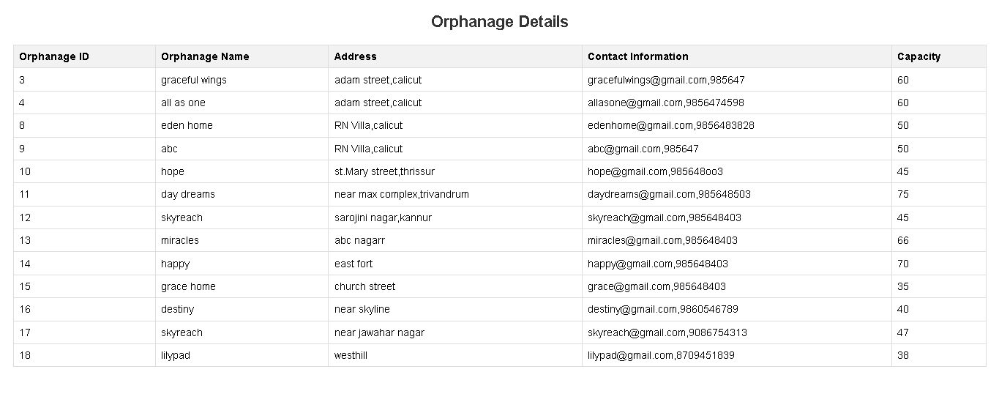 Orphanage Details
Orphanage ID Orphanage Name Address Contact Information Capacity
3 graceful wings adam street,calicut gracefulwings@gmail.com,985647 60
4 all as one adam street,calicut allasone@gmail.com,9856474598 60
8 eden home RN Villa,calicut edenhome@gmail.com,9856483828 50
9 abc RN Villa,calicut abc@gmail.com,985647 50
10 hope st.Mary street,thrissur hope@gmail.com,985648oo3 45
11 day dreams near max complex,trivandrum daydreams@gmail.com,985648503 75
12 skyreach sarojini nagar,kannur skyreach@gmail.com,985648403 45
13 miracles abc nagarr miracles@gmail.com,985648403 66
14 happy east fort happy@gmail.com,985648403 70
15 grace home church street grace@gmail.com,985648403 35
16 destiny near skyline destiny@gmail.com,9860546789 40
17 skyreach near jawahar nagar skyreach@gmail.com,9086754313 47
18 lilypad westhill lilypad@gmail.com,8709451839 38